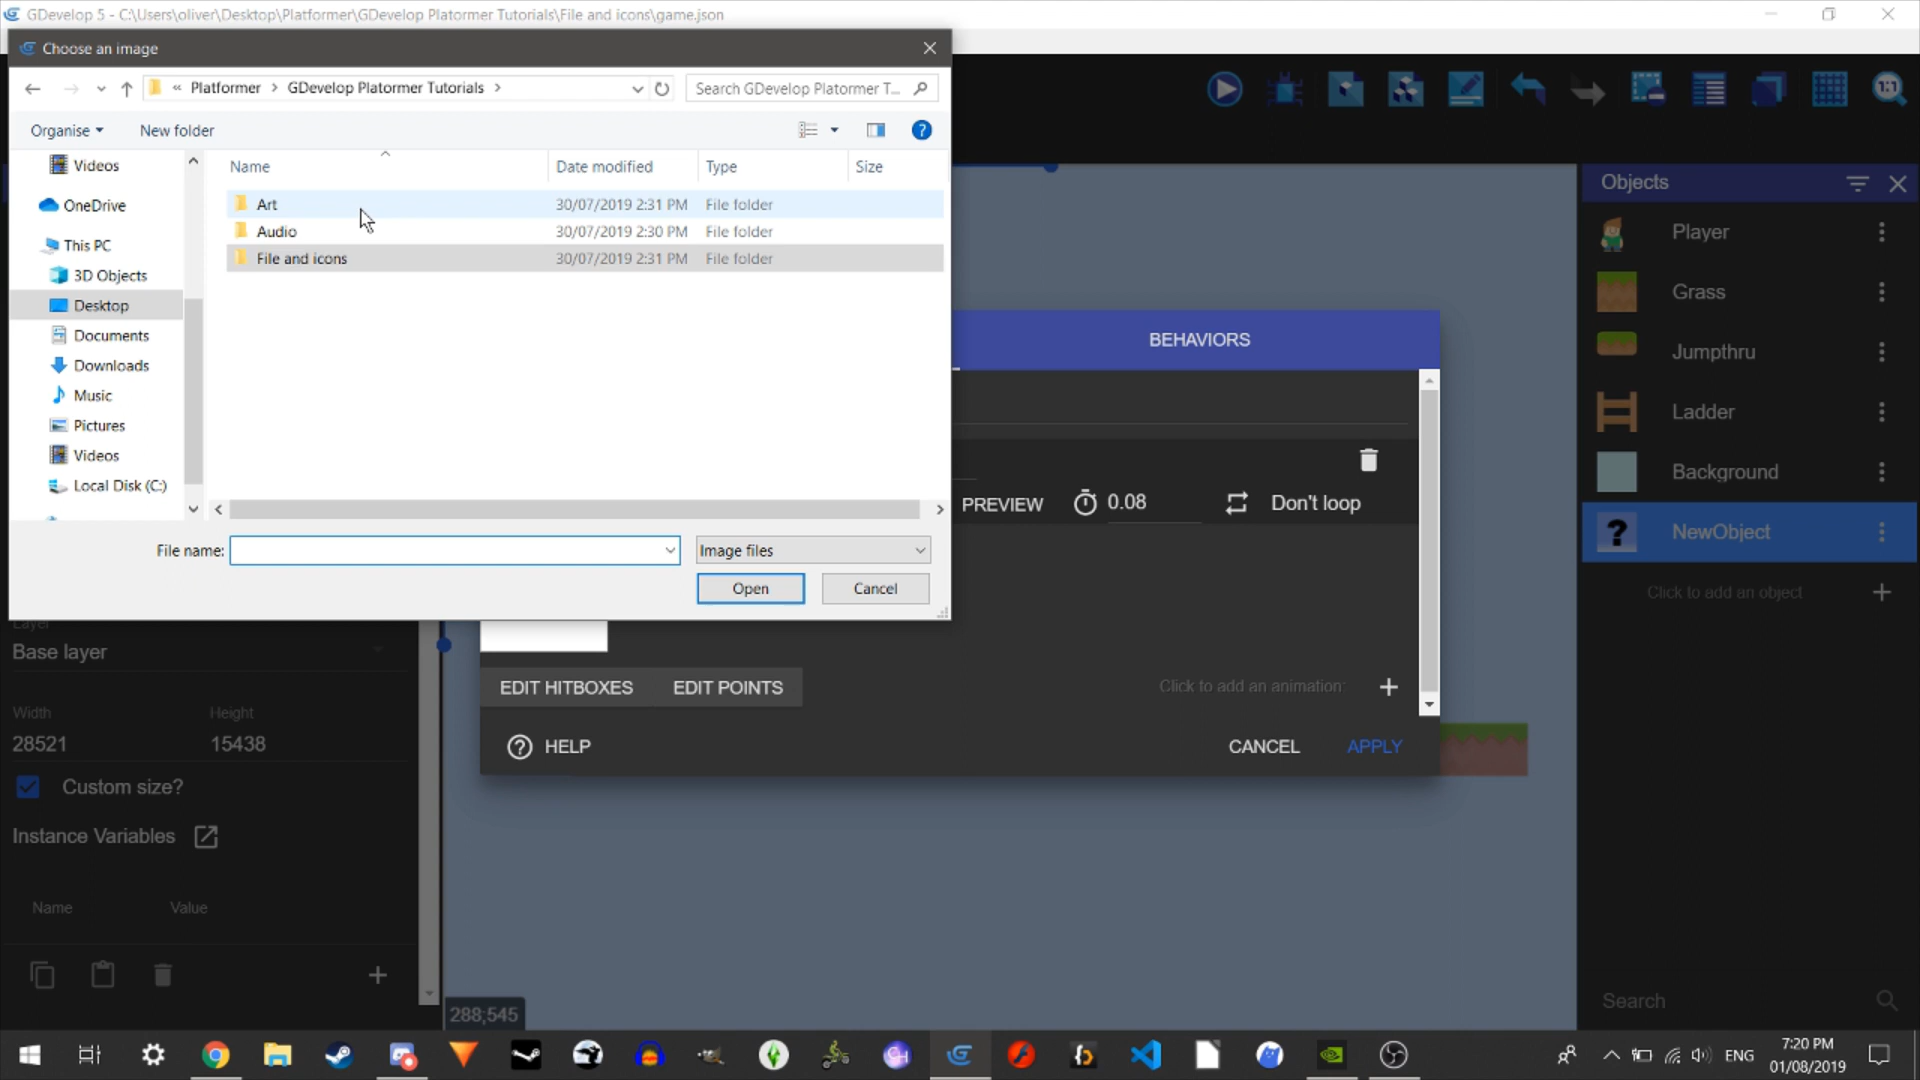 GDevelop 5 - C:\Users\oliver\Desktop\Platformer\GDevelop Platormer Tutorials\File and icons\game.json
Choose an image
« Platformer > GDevelop Platormer Tutorials >
Search GDevelop Platormer T...
Organise
New folder
Name
Date modified
Type
Size
Videos
OneDrive
This PC
3D Objects
Desktop
Documents
Downloads
Music
Pictures
Videos
Local Disk (C:)
Art 30/07/2019 2:31 PM File folder
Audio 30/07/2019 2:30 PM File folder
File and icons 30/07/2019 2:31 PM File folder
File name:
Image files
Open
Cancel
BEHAVIORS
PREVIEW
0.08
Don't loop
EDIT HITBOXES
EDIT POINTS
Click to add an animation:
HELP
CANCEL
APPLY
Objects
Player
Grass
Jumpthru
Ladder
Background
NewObject
Click to add an object
Search
1:1
Layer
Base layer
Width
Height
28521
15438
Custom size?
Instance Variables
Name
Value
288;545
ENG
7:20 PM
01/08/2019